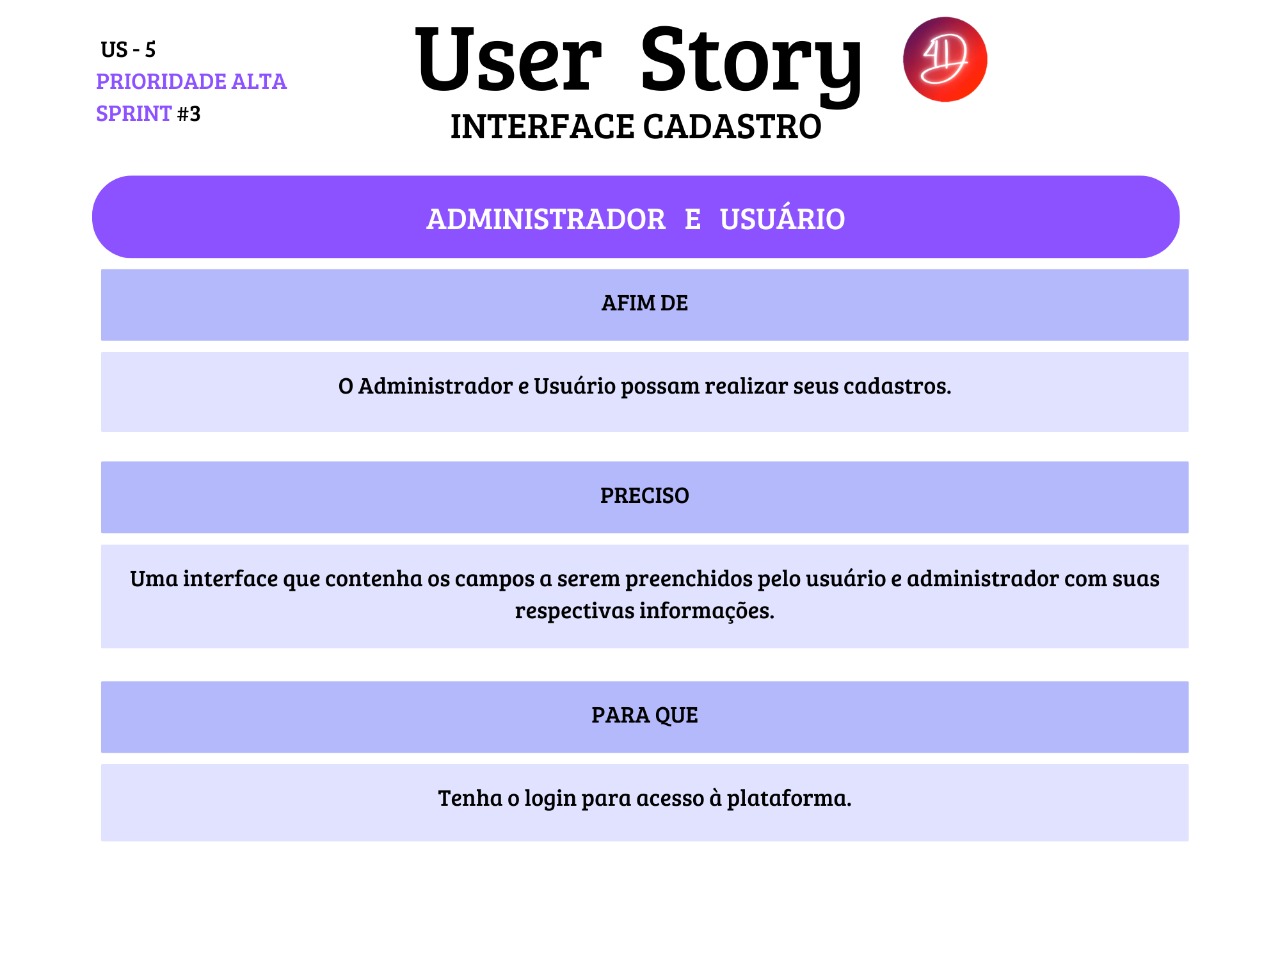 US - 5
PRIORIDADE ALTA
SPRINT #3
User Story
INTERFACE CADASTRO
ADMINISTRADOR E USUÁRIO
AFIM DE
O Administrador e Usuário possam realizar seus cadastros.
PRECISO
Uma interface que contenha os campos a serem preenchidos pelo usuário e administrador com suas
respectivas informações.
PARA QUE
Tenha o login para acesso à plataforma.